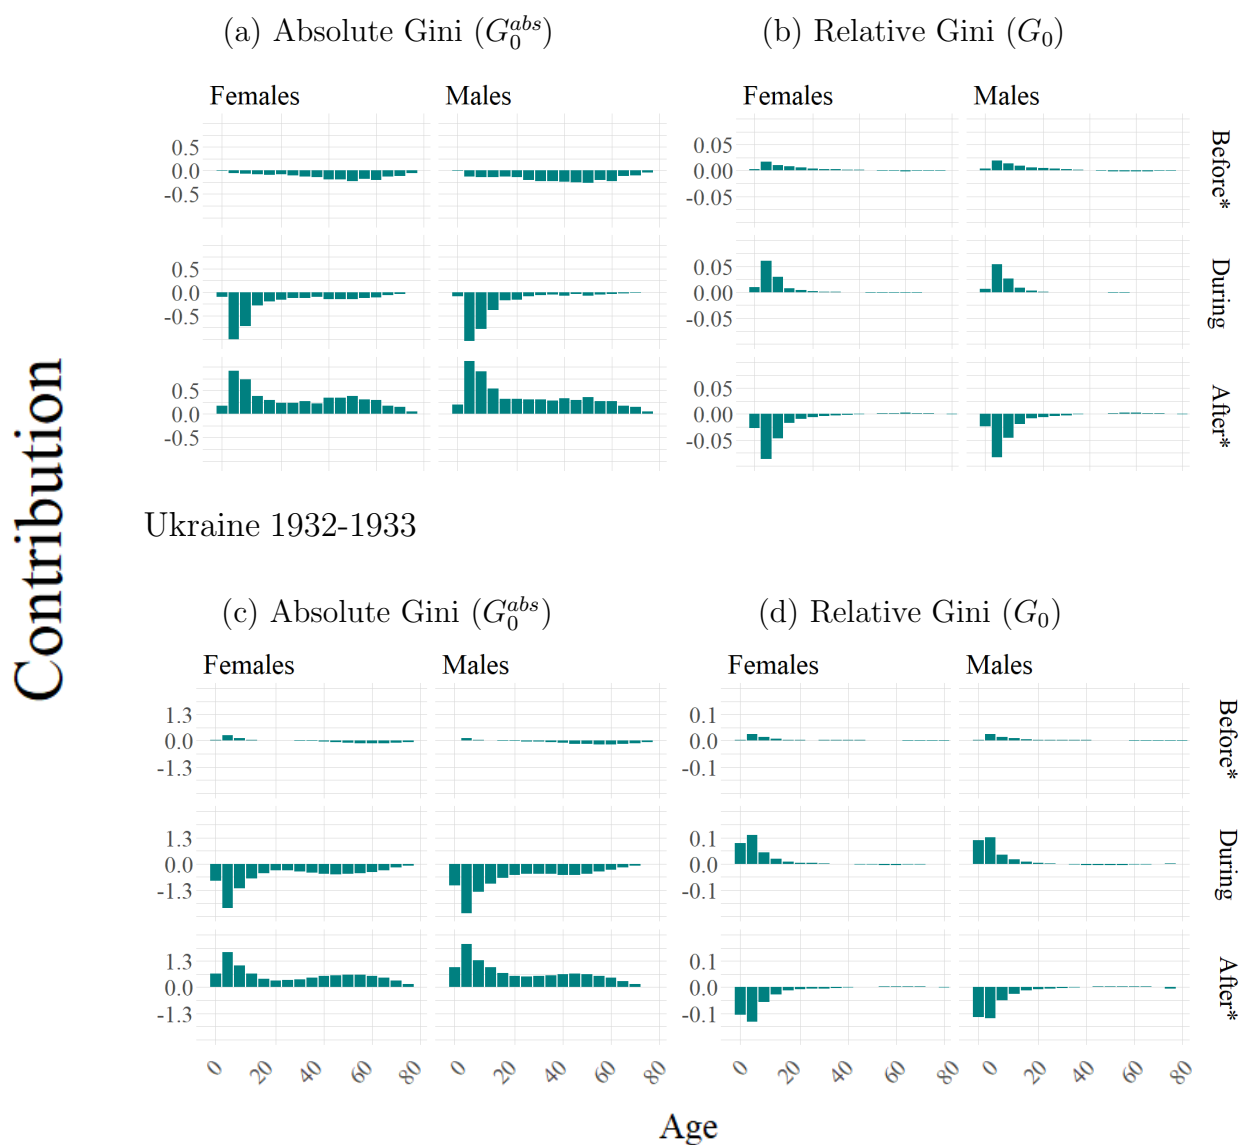 (a) Absolute Gini (G_0^{abs})
(b) Relative Gini (G_0)
Females
Males
Females
Males
0.5
0.0
-0.5
0.05
0.00
-0.05
Before*
0.5
0.0
-0.5
0.05
0.00
-0.05
During
0.5
0.0
-0.5
0.05
0.00
-0.05
After*
Contribution
Ukraine 1932-1933
(c) Absolute Gini (G_0^{abs})
(d) Relative Gini (G_0)
Females
Males
Females
Males
1.3
0.0
-1.3
0.1
0.0
-0.1
Before*
1.3
0.0
-1.3
0.1
0.0
-0.1
During
1.3
0.0
-1.3
0.1
0.0
-0.1
After*
0 20 40 60 80
0 20 40 60 80
0 20 40 60 80
0 20 40 60 80
Age